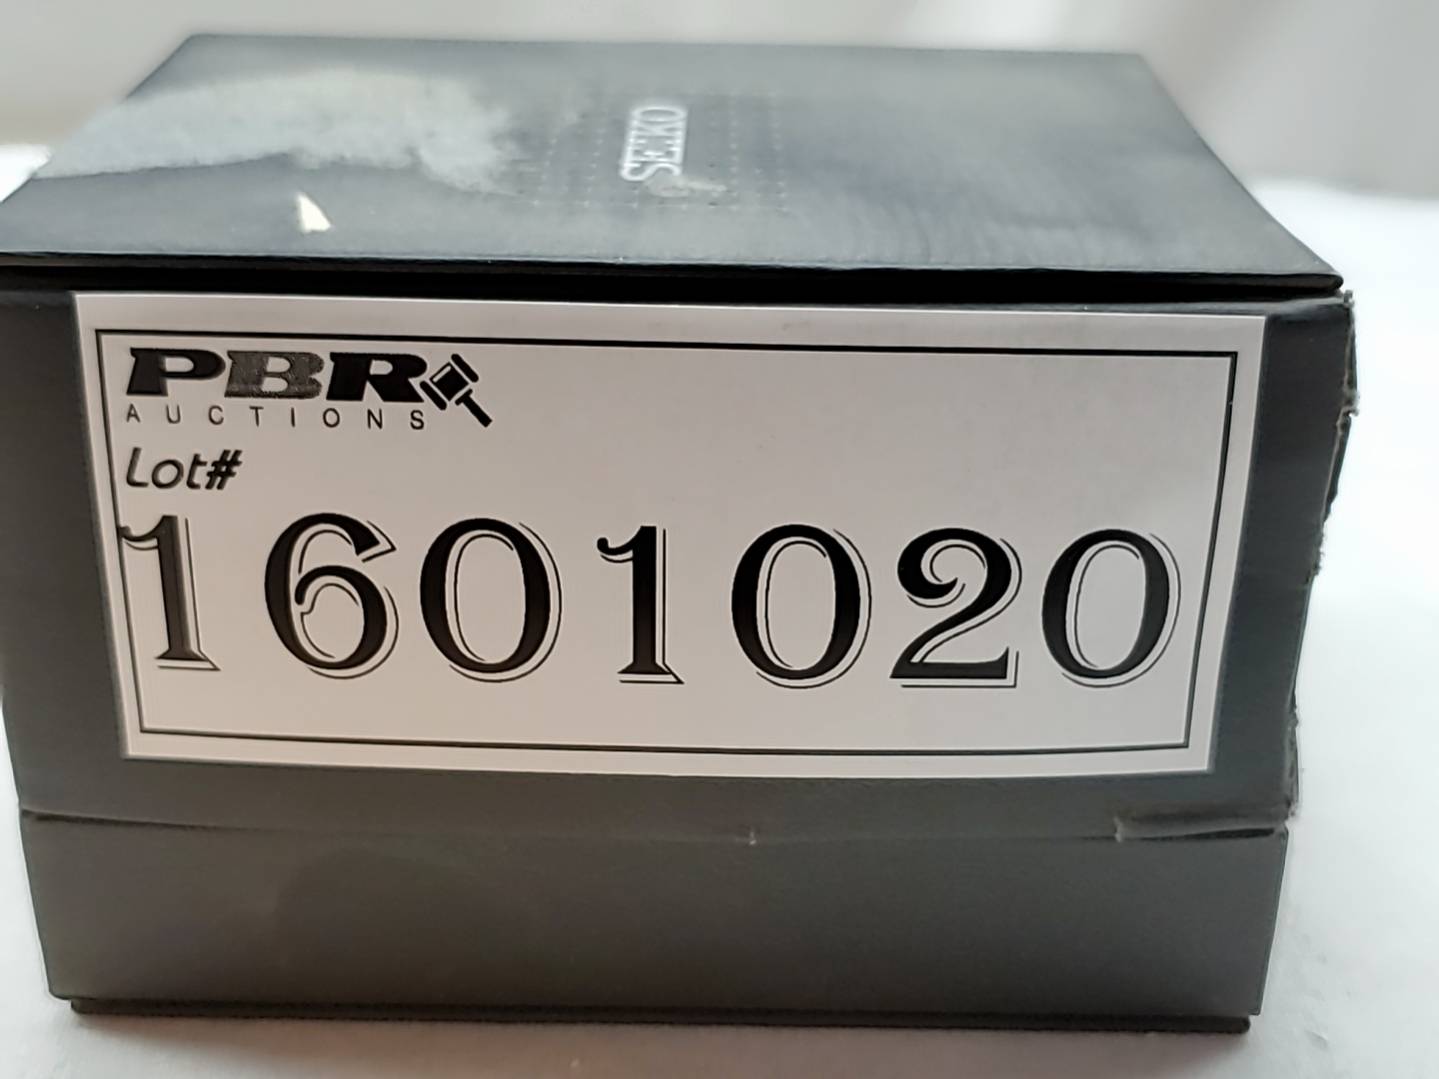 SEIKO
PBR
AUCTIONS
Lot#
1601020